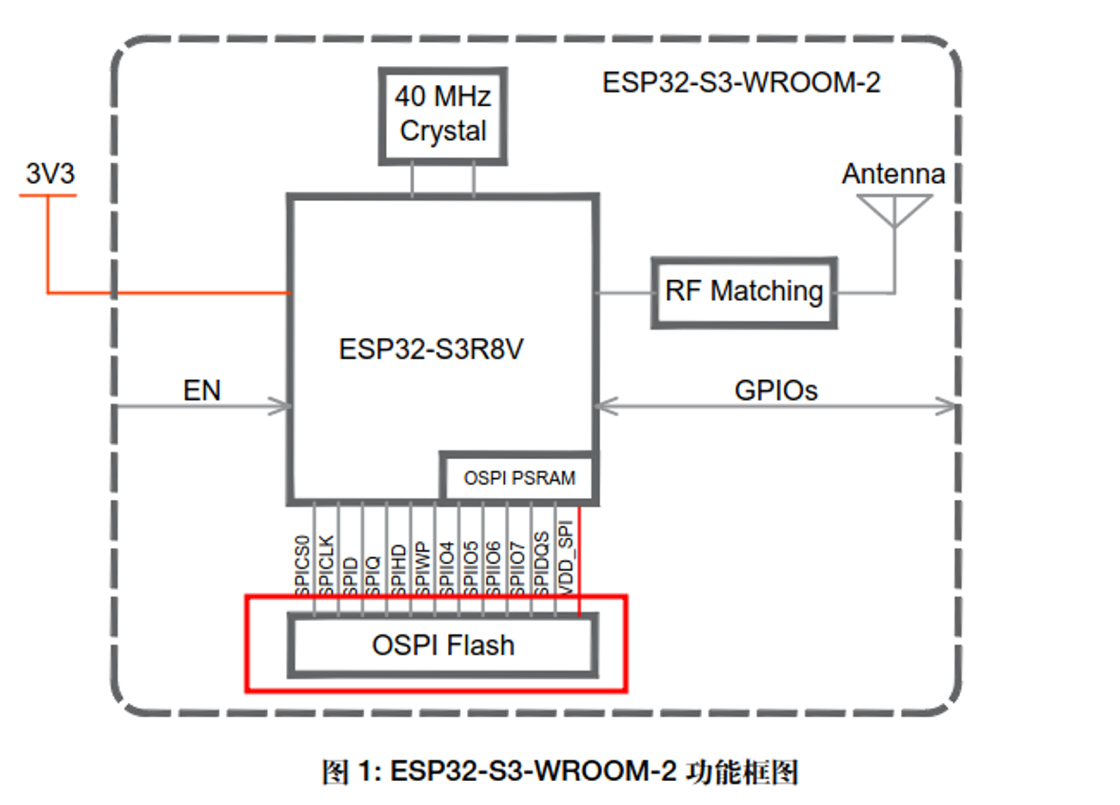 ESP32-S3-WROOM-2
40 MHz
Crystal
3V3
Antenna
RF Matching
ESP32-S3R8V
EN
GPIOs
OSPI PSRAM
SPICS0
SPICLK
SPID
SPIQ
SPIHD
SPIWP
SPIIO4
SPIIO5
SPIIO6
SPIIO7
SPIDQS
VDD_SPI
OSPI Flash
图 1: ESP32-S3-WROOM-2 功能框图